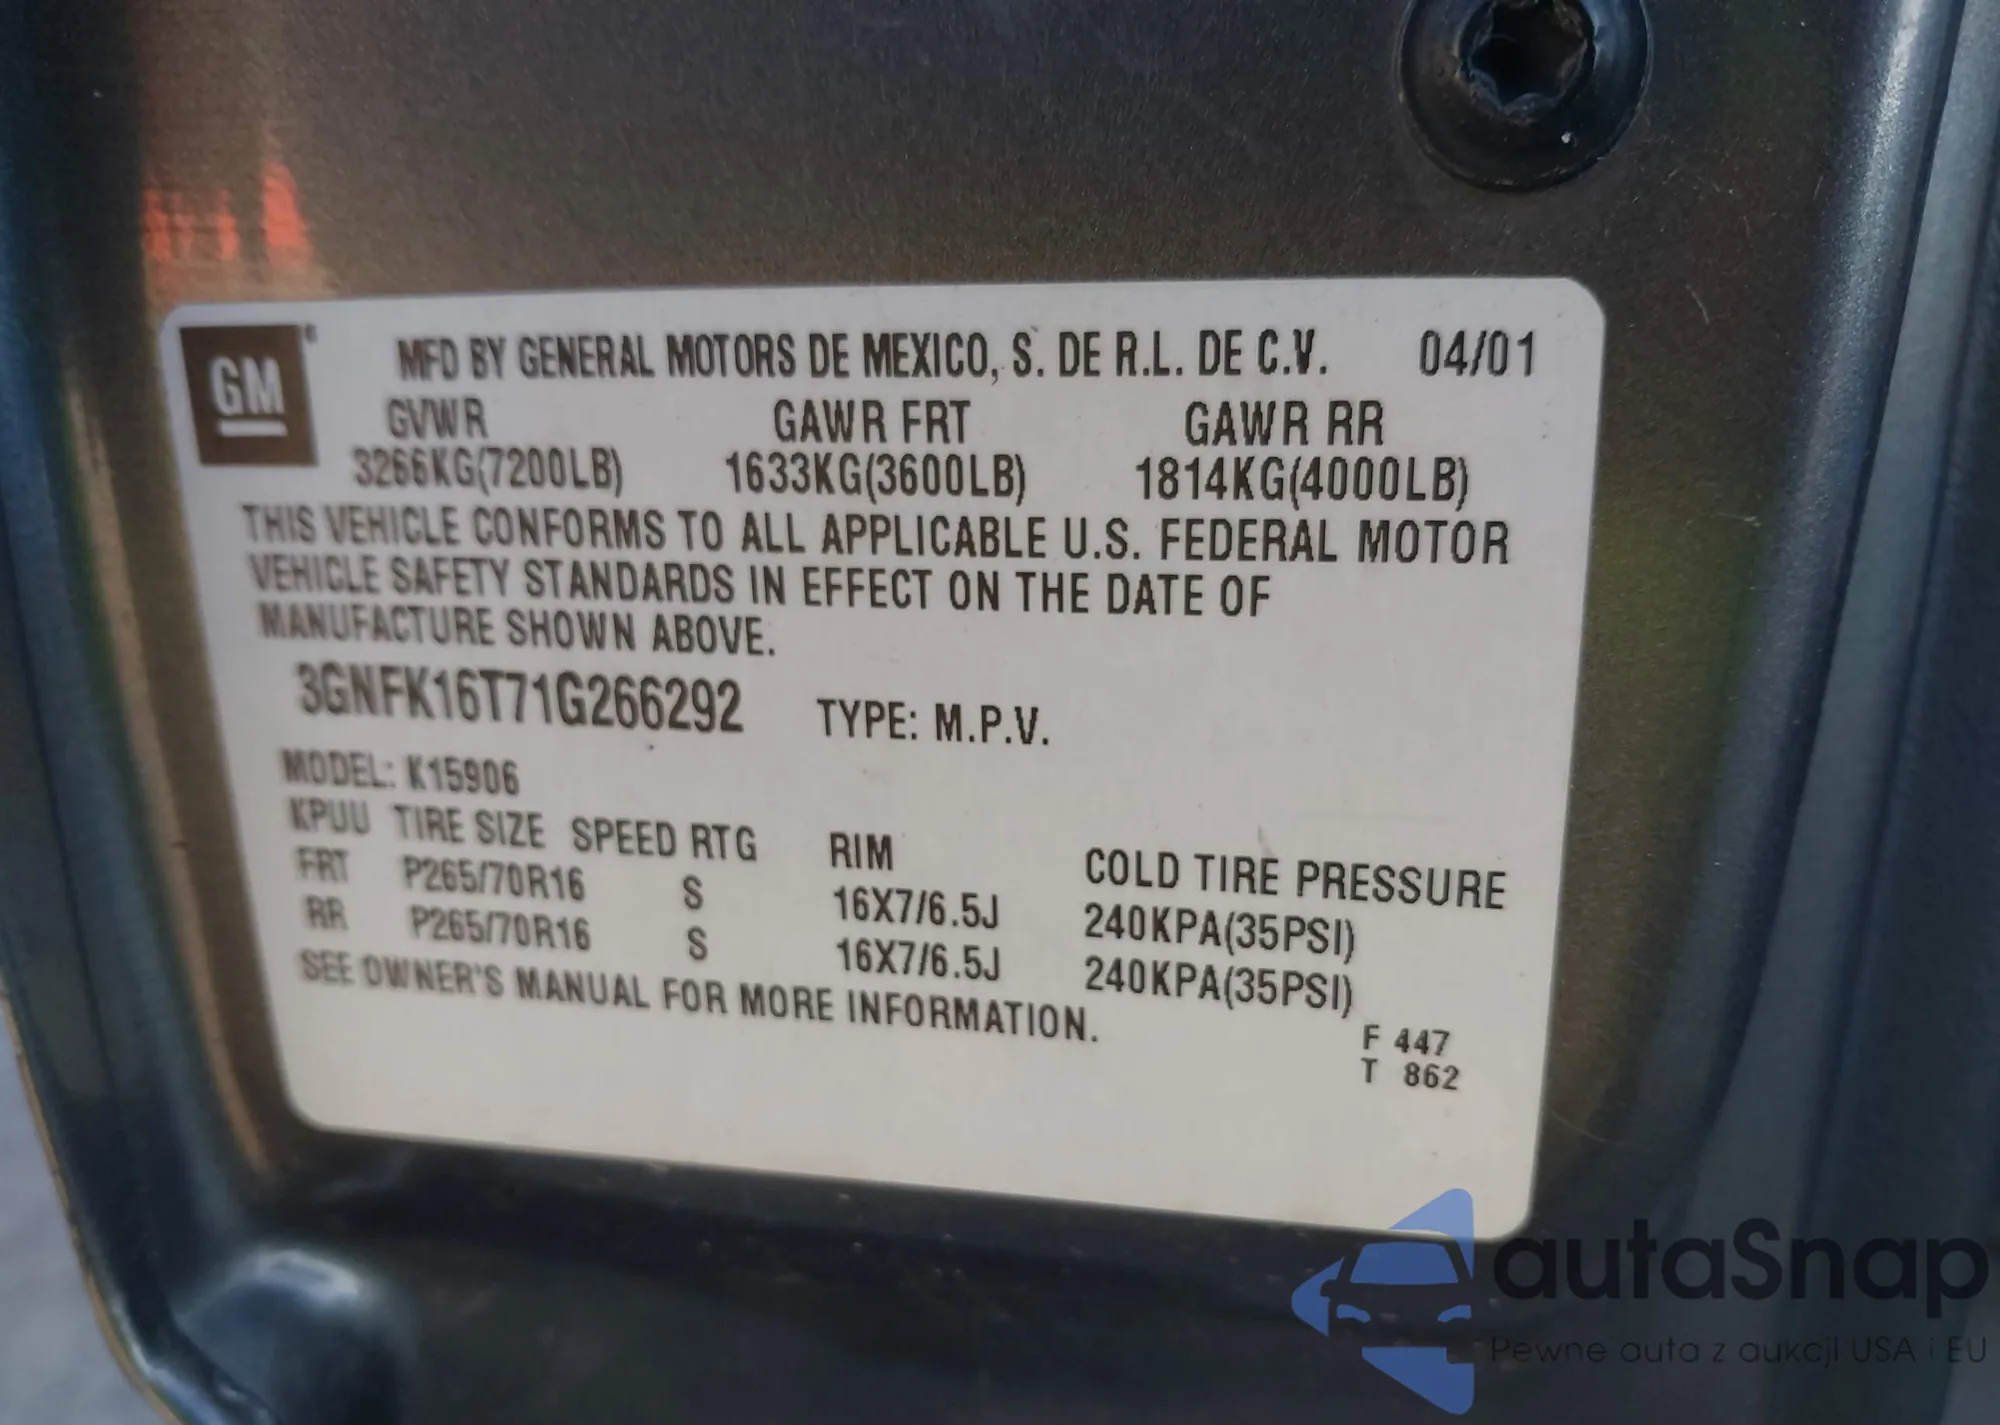 GM®
MFD BY GENERAL MOTORS DE MEXICO, S. DE R.L. DE C.V. 04/01
GVWR GAWR FRT GAWR RR
3266KG(7200LB) 1633KG(3600LB) 1814KG(4000LB)
THIS VEHICLE CONFORMS TO ALL APPLICABLE U.S. FEDERAL MOTOR
VEHICLE SAFETY STANDARDS IN EFFECT ON THE DATE OF
MANUFACTURE SHOWN ABOVE.
3GNFK16T71G266292 TYPE: M.P.V.
MODEL: K15906
KPUU TIRE SIZE SPEED RTG RIM COLD TIRE PRESSURE
FRT P265/70R16 S 16X7/6.5J 240KPA(35PSI)
RR P265/70R16 S 16X7/6.5J 240KPA(35PSI)
SEE OWNER'S MANUAL FOR MORE INFORMATION.
F 447
T 862
autaSnap
Pewne auta z aukcji USA i EU